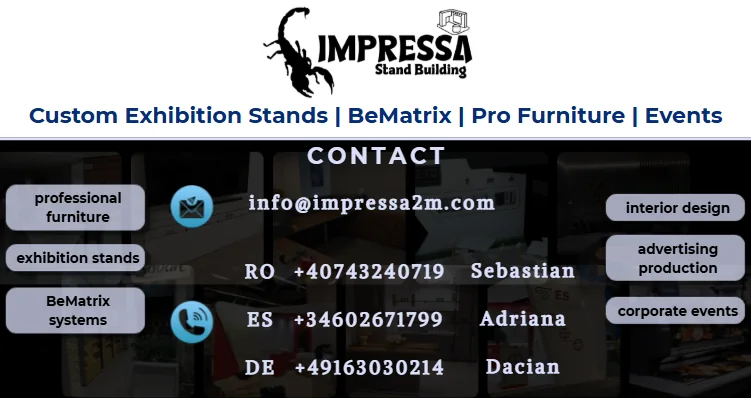 IMPRESSA
Stand Building
Custom Exhibition Stands | BeMatrix | Pro Furniture | Events
CONTACT
professional
furniture
exhibition stands
BeMatrix
systems
info@impressa2m.com
RO +40743240719 Sebastian
ES +34602671799 Adriana
DE +49163030214 Dacian
interior design
advertising
production
corporate events
ES